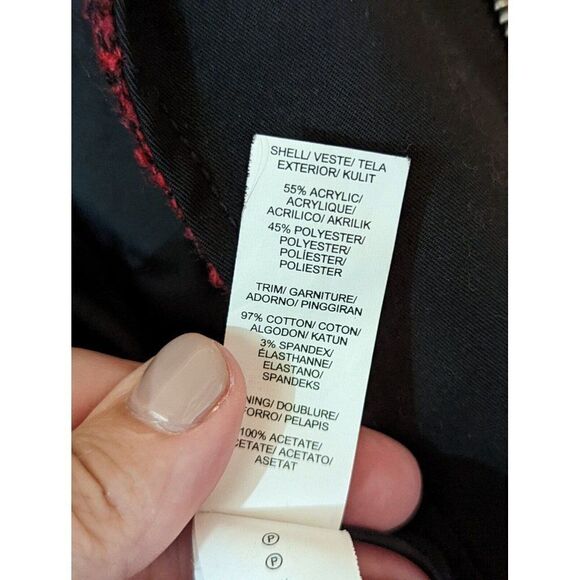 SHELL/ VESTE/ TELA
EXTERIOR/ KULIT
55% ACRYLIC/
ACRYLIQUE/
ACRILICO/ AKRILIK
45% POLYESTER/
POLYESTER/
POLÍESTER/
POLIESTER
TRIM/ GARNITURE/
ADORNO/ PINGGIRAN
97% COTTON/ COTON/
ALGODON/ KATUN
3% SPANDEX/
ÉLASTHANNE/
ELASTANO/
SPANDEKS
NING/ DOUBLURE/
FORRO/ PELAPIS
100% ACETATE/
CETATE/ ACETATO/
ASETAT
P
P